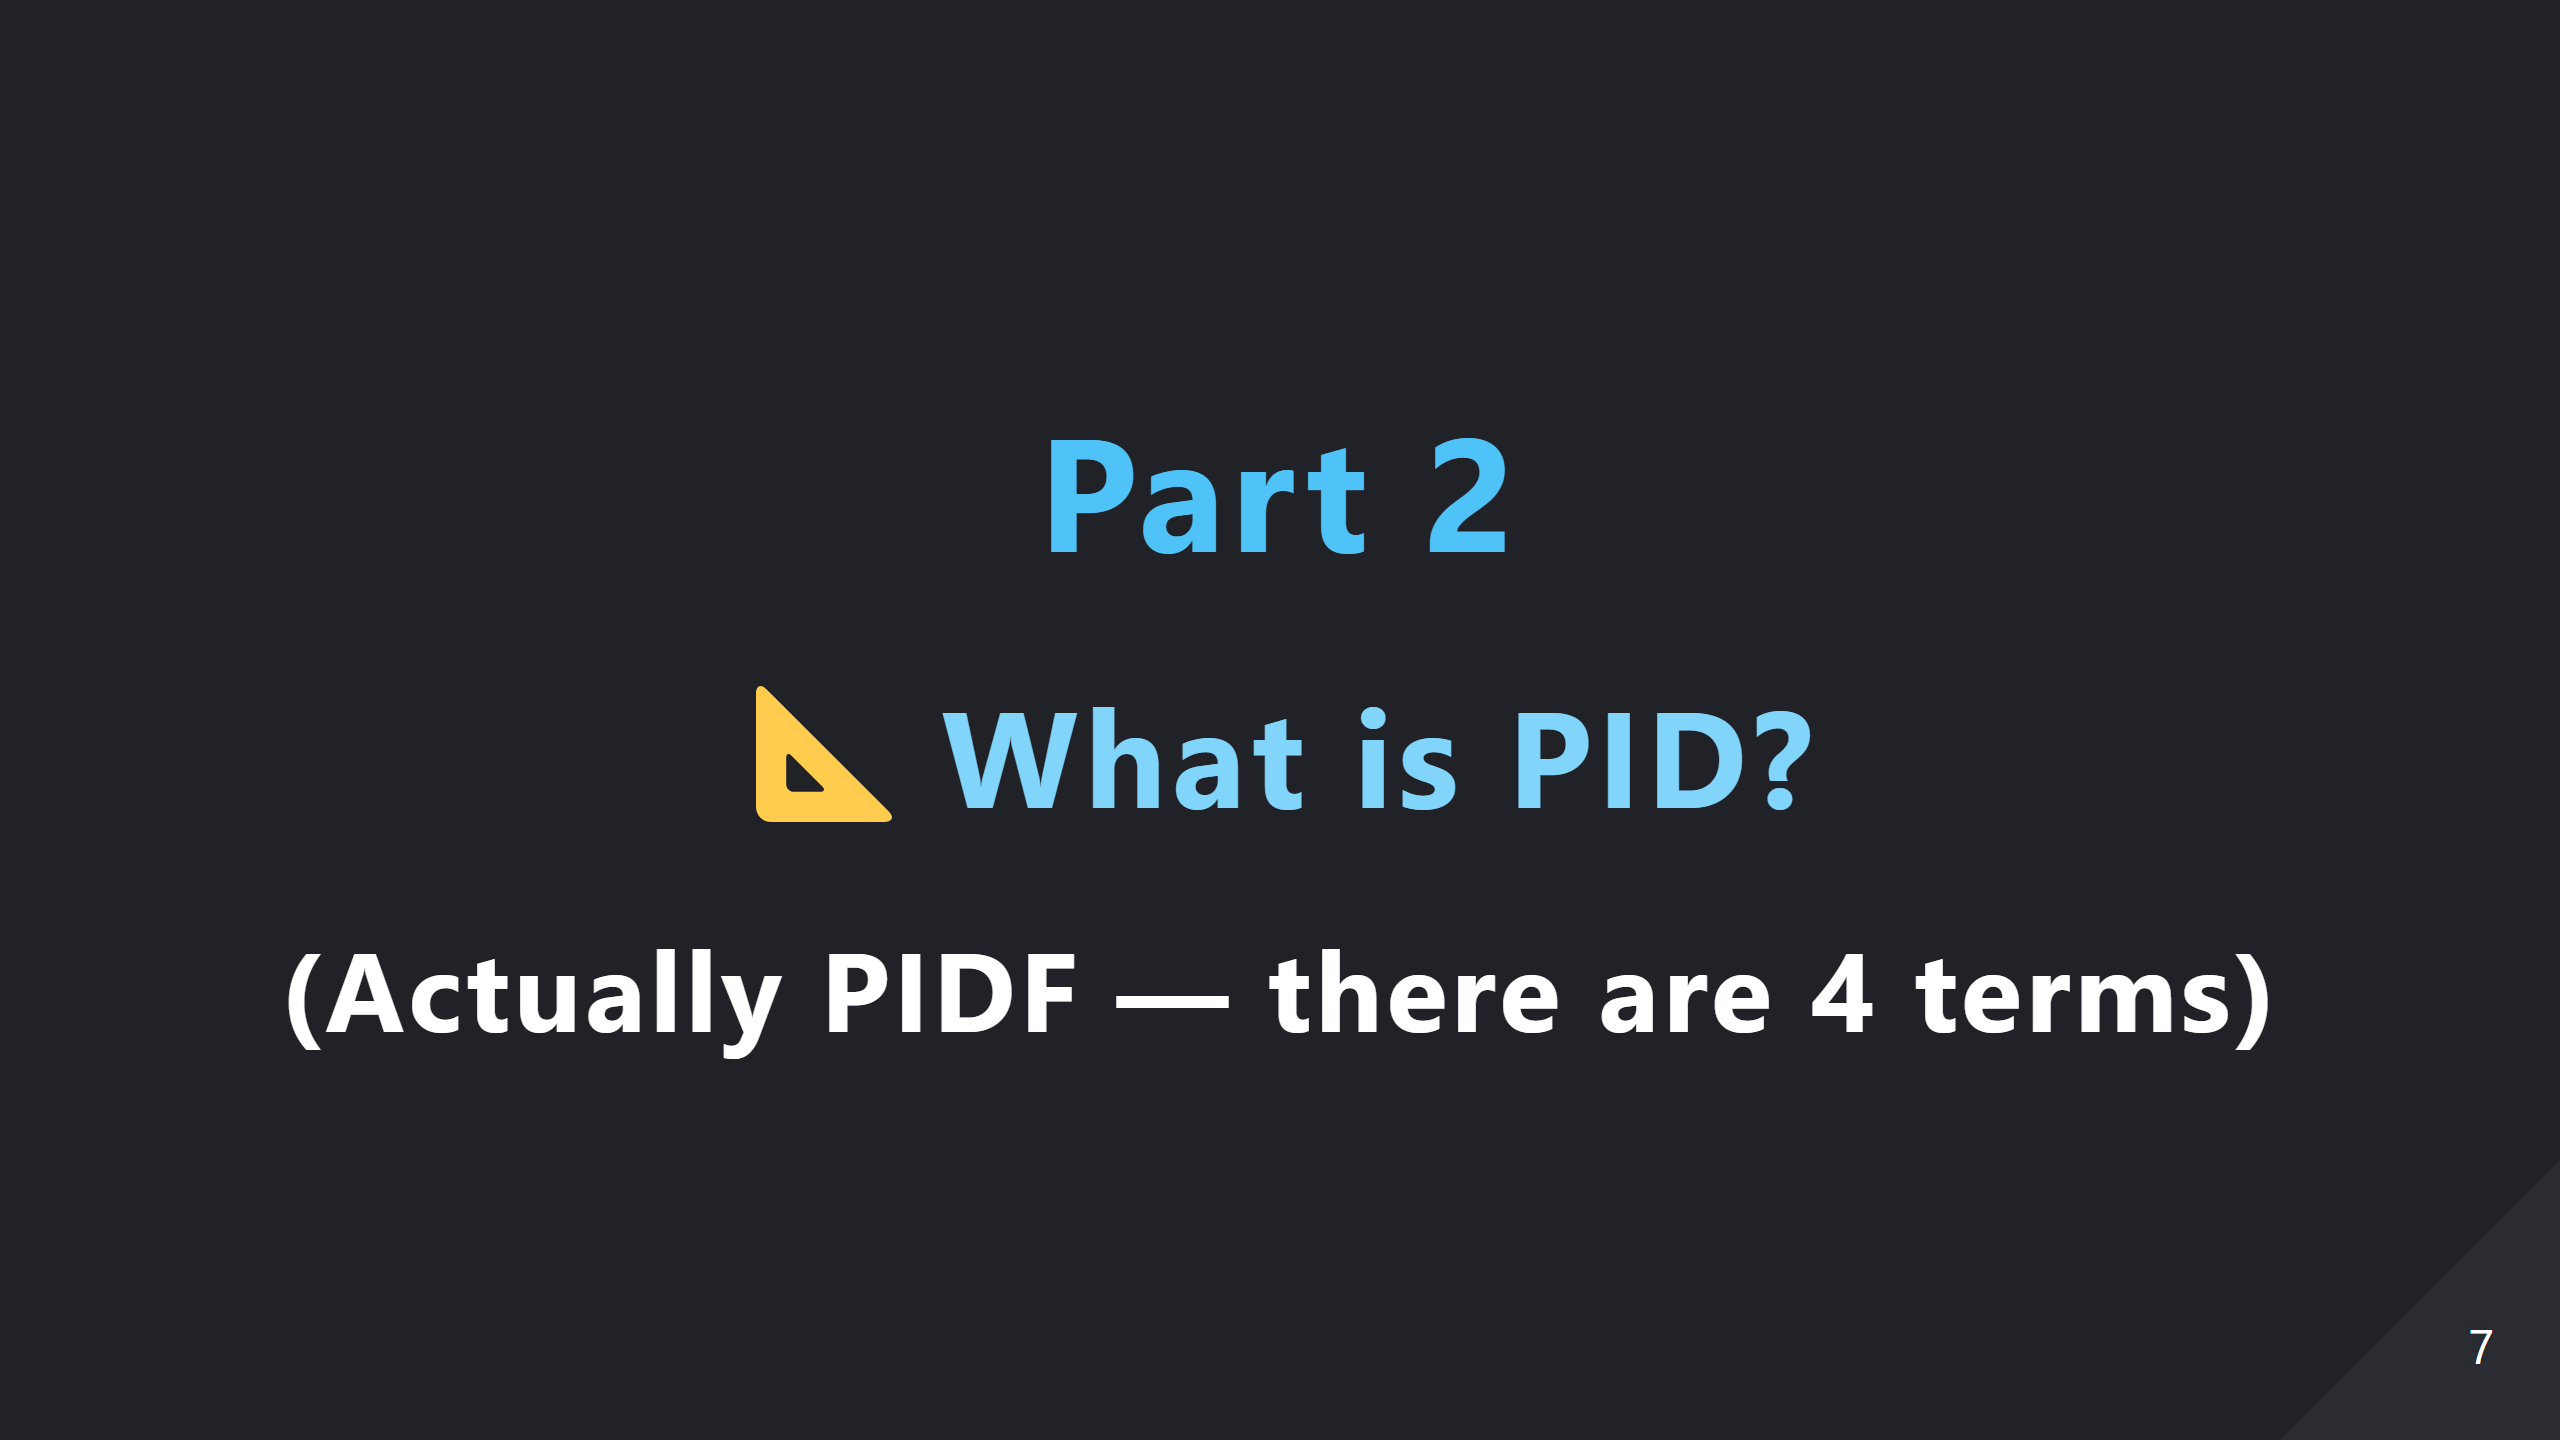 Part 2
📐 What is PID?
(Actually PIDF — there are 4 terms)
7